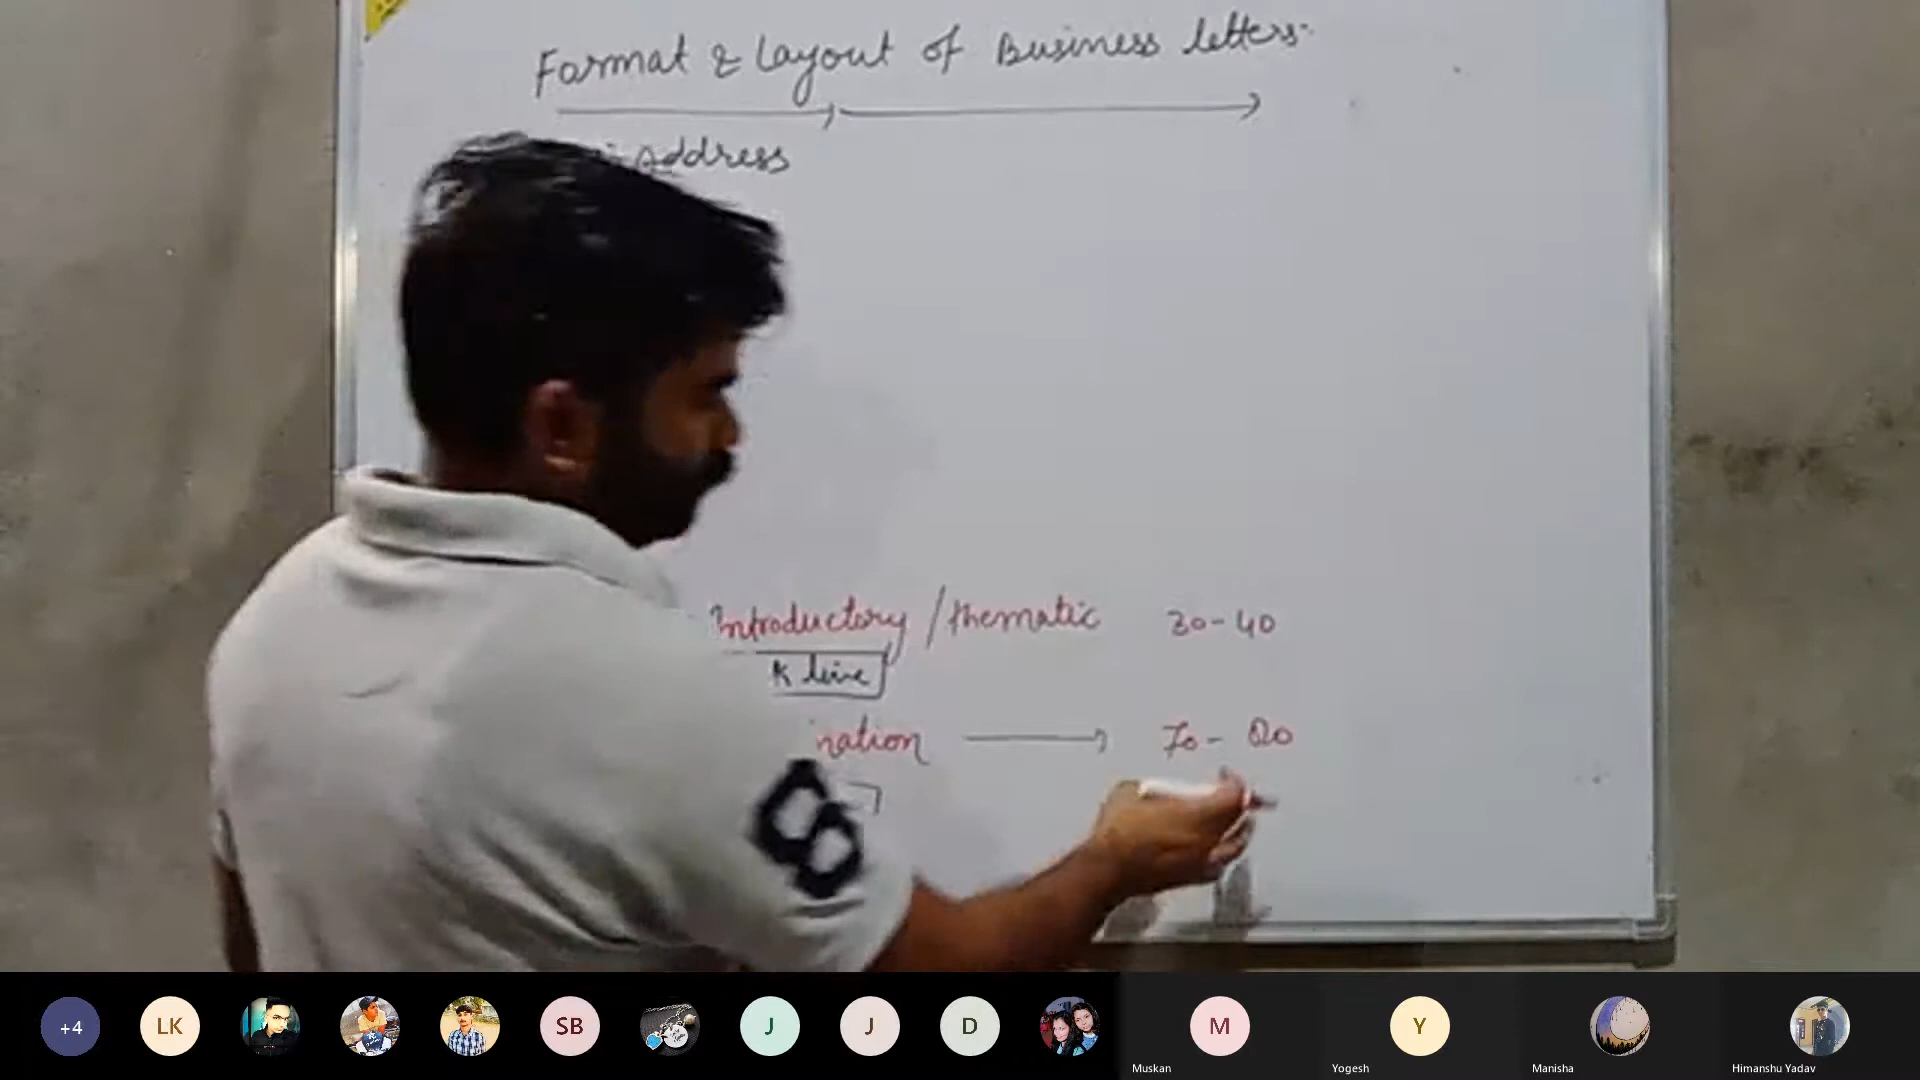 Format & Layout of Business letters.
address
Introductory / thematic 30-40
K line
nation 70-80
8
+4
LK
SB
J
J
D
M
Y
Muskan
Yogesh
Manisha
Himanshu Yadav